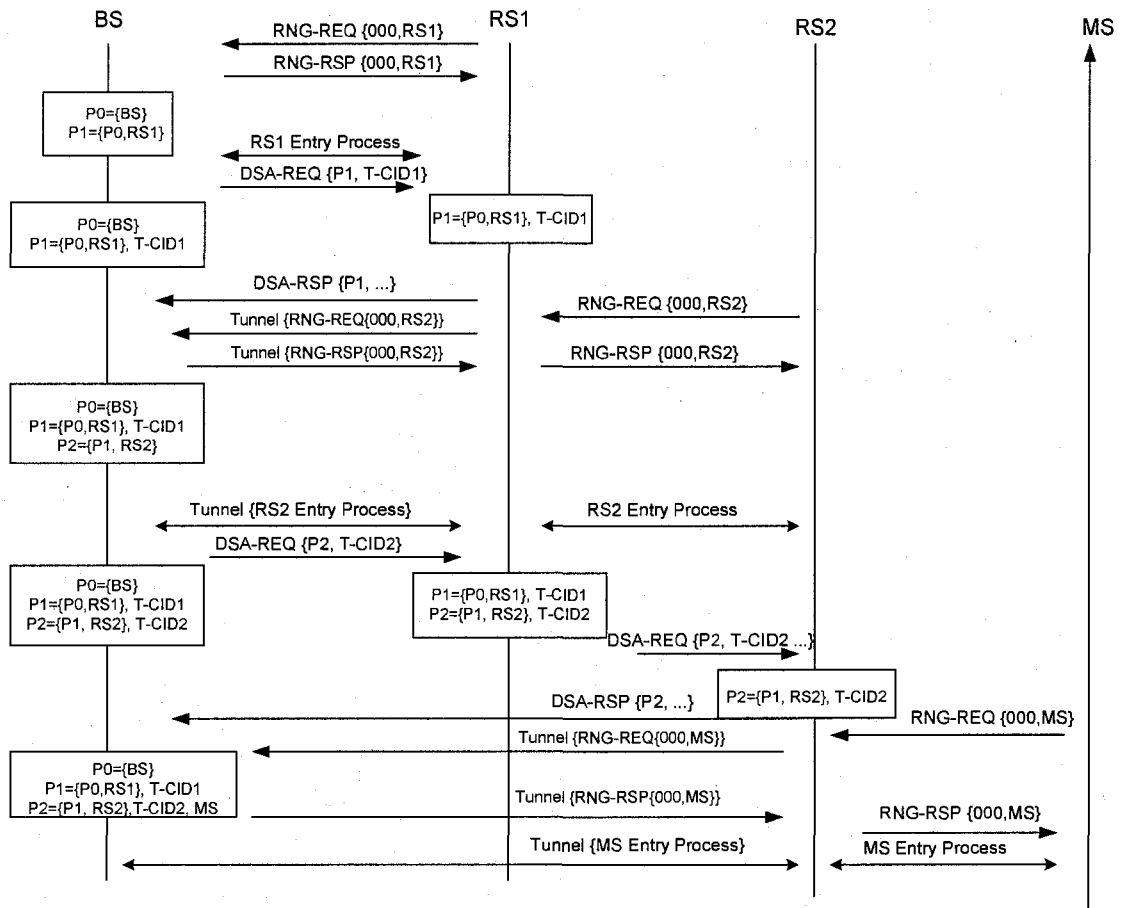 BS
RS1
RS2
MS
RNG-REQ {000,RS1}
RNG-RSP {000,RS1}
P0={BS}
P1={P0,RS1}
RS1 Entry Process
DSA-REQ {P1, T-CID1}
P1={P0,RS1}, T-CID1
P0={BS}
P1={P0,RS1}, T-CID1
DSA-RSP {P1, ...}
RNG-REQ {000,RS2}
Tunnel {RNG-REQ{000,RS2}}
Tunnel {RNG-RSP{000,RS2}}
RNG-RSP {000,RS2}
P0={BS}
P1={P0,RS1}, T-CID1
P2={P1, RS2}
Tunnel {RS2 Entry Process}
RS2 Entry Process
DSA-REQ {P2, T-CID2}
P0={BS}
P1={P0,RS1}, T-CID1
P2={P1, RS2}, T-CID2
P1={P0,RS1}, T-CID1
P2={P1, RS2}, T-CID2
DSA-REQ {P2, T-CID2 ...}
P2={P1, RS2}, T-CID2
DSA-RSP {P2, ...}
RNG-REQ {000,MS}
Tunnel {RNG-REQ{000,MS}}
P0={BS}
P1={P0,RS1}, T-CID1
P2={P1, RS2},T-CID2, MS
Tunnel {RNG-RSP{000,MS}}
RNG-RSP {000,MS}
Tunnel {MS Entry Process}
MS Entry Process